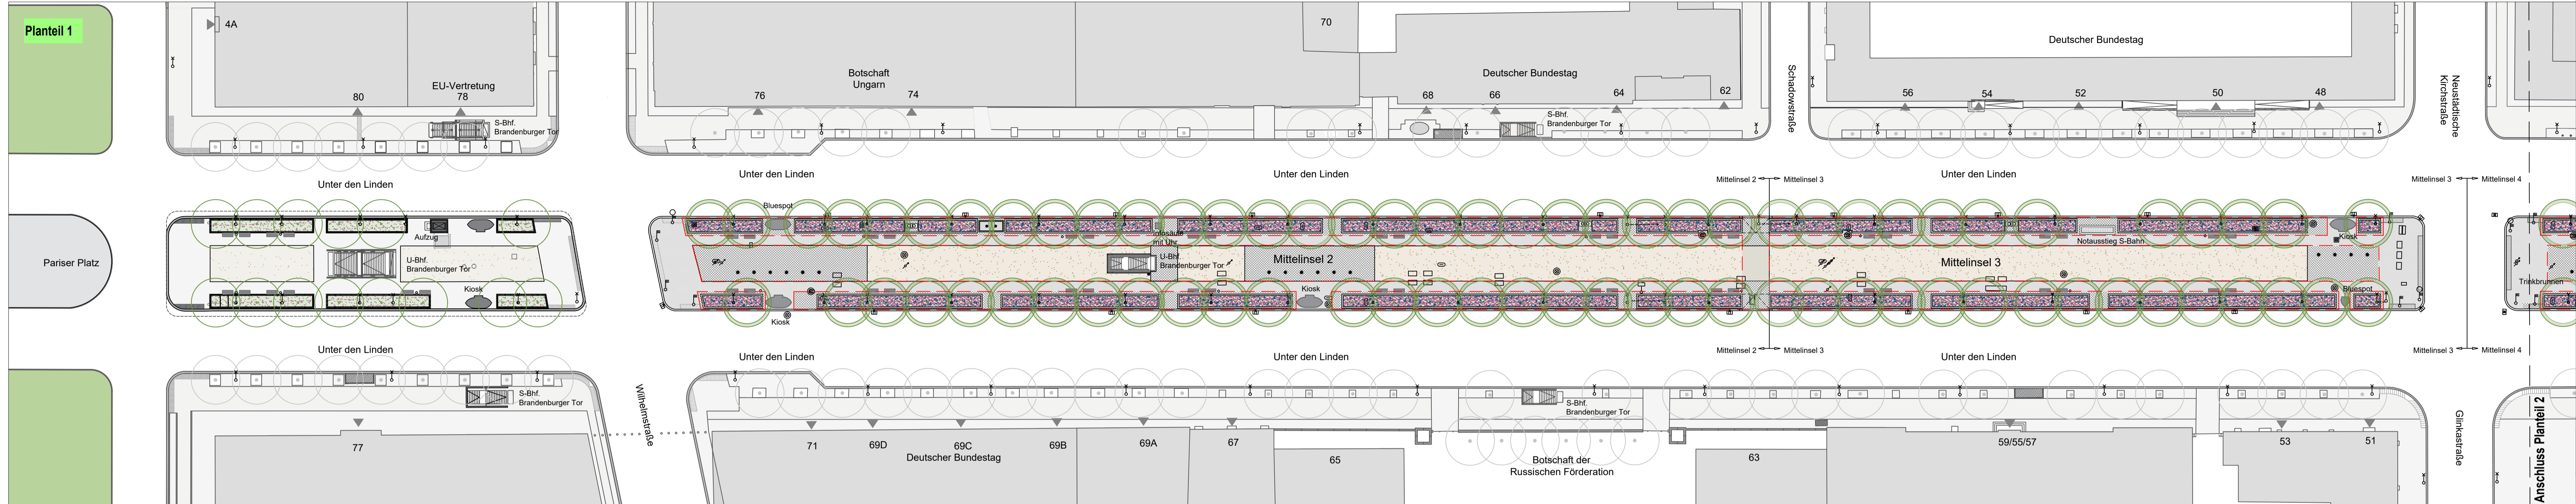 Planteil 1
4A
80
EU-Vertretung
78
S-Bhf.
Brandenburger Tor
76
Botschaft
Ungarn
74
70
Deutscher Bundestag
68
66
64
62
S-Bhf.
Brandenburger Tor
Schadowstraße
Deutscher Bundestag
56
54
52
50
48
Neustädtische
Kirchstraße
Unter den Linden
Unter den Linden
Unter den Linden
Mittelinsel 2
Mittelinsel 3
Unter den Linden
Mittelinsel 3
Mittelinsel 4
Pariser Platz
Aufzug
U-Bhf.
Brandenburger Tor
Kiosk
Bluespot
Kiosk
mit Uhr
U-Bhf.
Brandenburger Tor
Mittelinsel 2
Kiosk
Notausstieg S-Bahn
Mittelinsel 3
Kiosk
Bluespot
Trinkbrunnen
Unter den Linden
Unter den Linden
Unter den Linden
Mittelinsel 2
Mittelinsel 3
Unter den Linden
Mittelinsel 3
Mittelinsel 4
S-Bhf.
Brandenburger Tor
77
Wilhelmstraße
71
69D
69C
69B
69A
67
Deutscher Bundestag
65
S-Bhf.
Brandenburger Tor
Botschaft der
Russischen Förderation
63
59/55/57
53
51
Glinkastraße
Anschluss Planteil 2